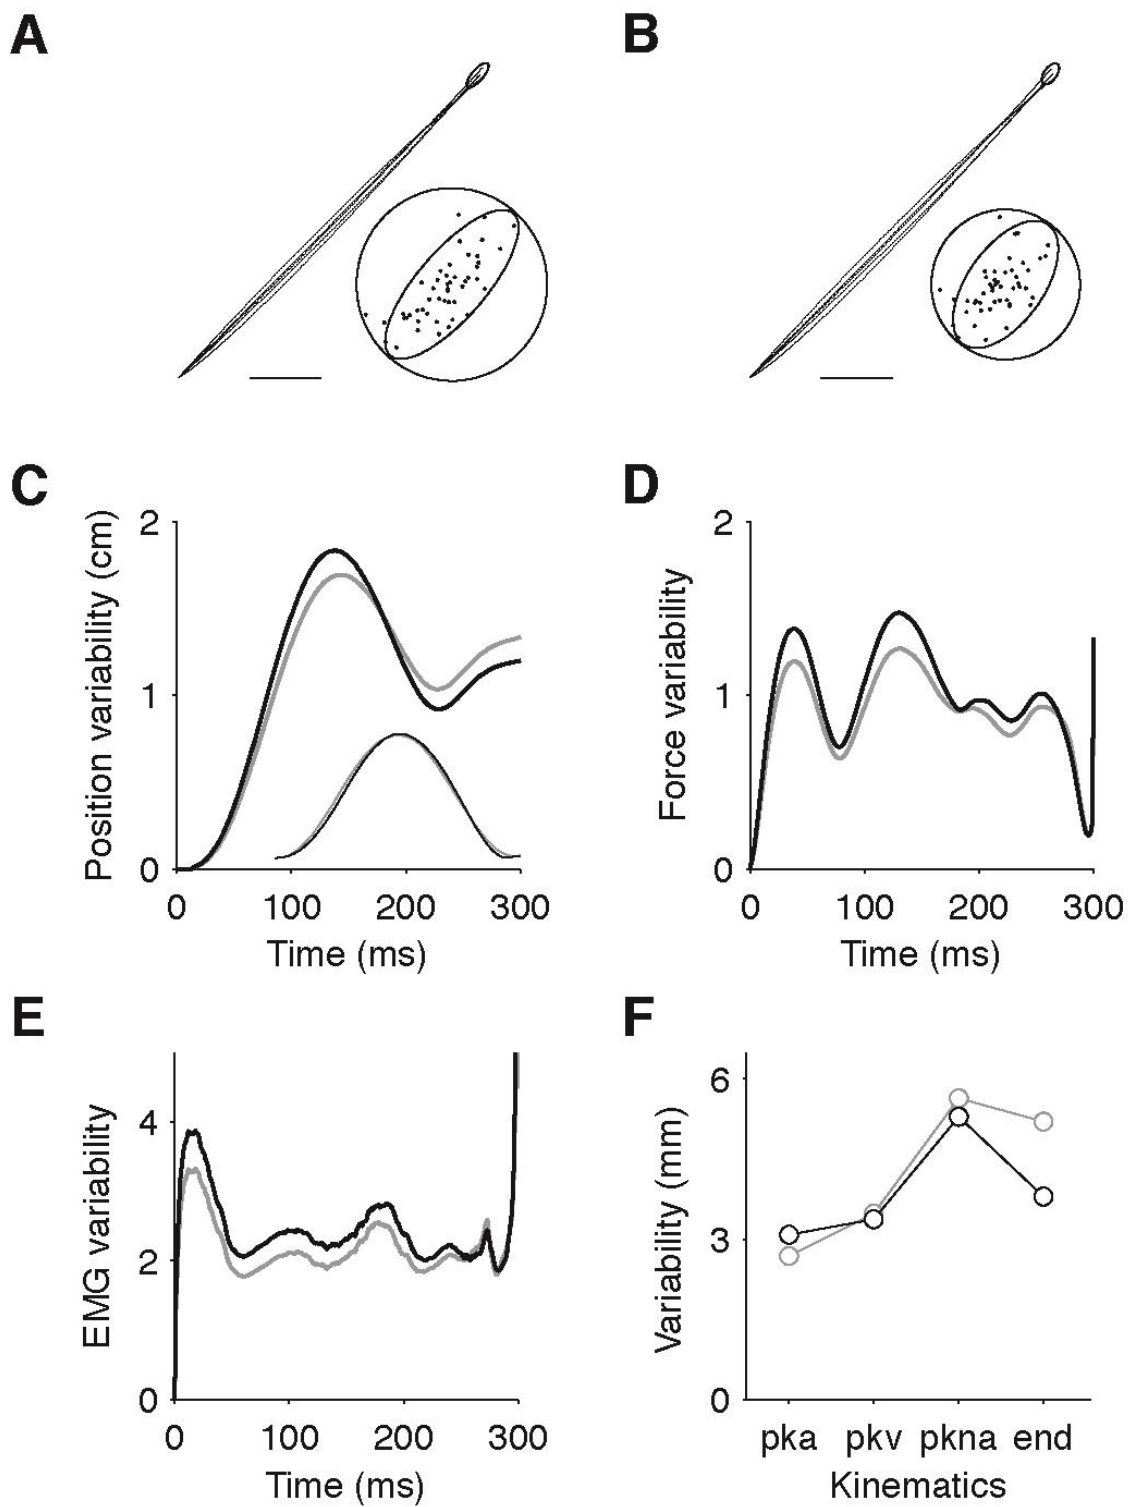 A
B
C
Position variability (cm)
2
1
0
0 100 200 300
Time (ms)
D
Force variability
2
1
0
0 100 200 300
Time (ms)
E
EMG variability
4
2
0
0 100 200 300
Time (ms)
F
Variability (mm)
6
3
0
pka pkv pkna end
Kinematics